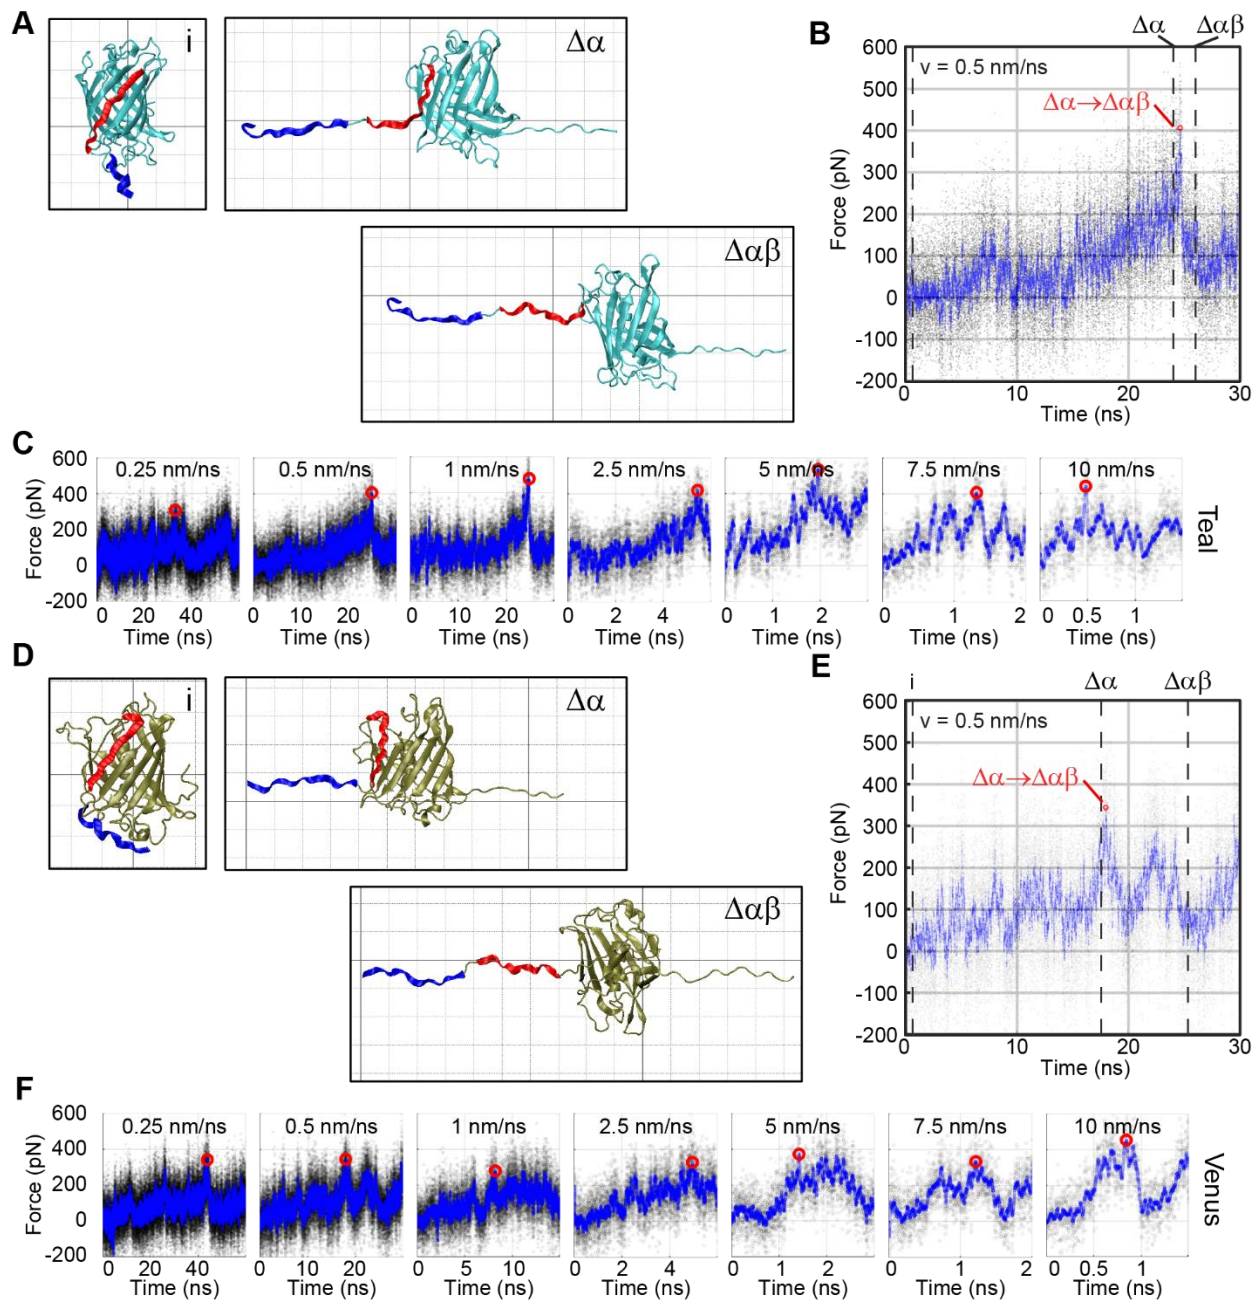 A
i
Δα
Δαβ
B
Δα
Δαβ
v = 0.5 nm/ns
Δα→Δαβ
Force (pN)
600
500
400
300
200
100
0
-100
-200
0
10
20
30
Time (ns)
C
Force (pN)
600
400
200
0
-200
0.25 nm/ns
0.5 nm/ns
1 nm/ns
2.5 nm/ns
5 nm/ns
7.5 nm/ns
10 nm/ns
0 20 40
0 10 20
0 10 20
0 2 4
0 2
0 1 2
0 0.5 1
Time (ns)
Time (ns)
Time (ns)
Time (ns)
Time (ns)
Time (ns)
Time (ns)
Teal
D
i
Δα
Δαβ
E
i
Δα
Δαβ
v = 0.5 nm/ns
Δα→Δαβ
Force (pN)
600
500
400
300
200
100
0
-100
-200
0
10
20
30
Time (ns)
F
Force (pN)
600
400
200
0
-200
0.25 nm/ns
0.5 nm/ns
1 nm/ns
2.5 nm/ns
5 nm/ns
7.5 nm/ns
10 nm/ns
0 20 40
0 10 20
0 5 10
0 2 4
0 1 2
0 1 2
0 0.5 1
Time (ns)
Time (ns)
Time (ns)
Time (ns)
Time (ns)
Time (ns)
Time (ns)
Venus